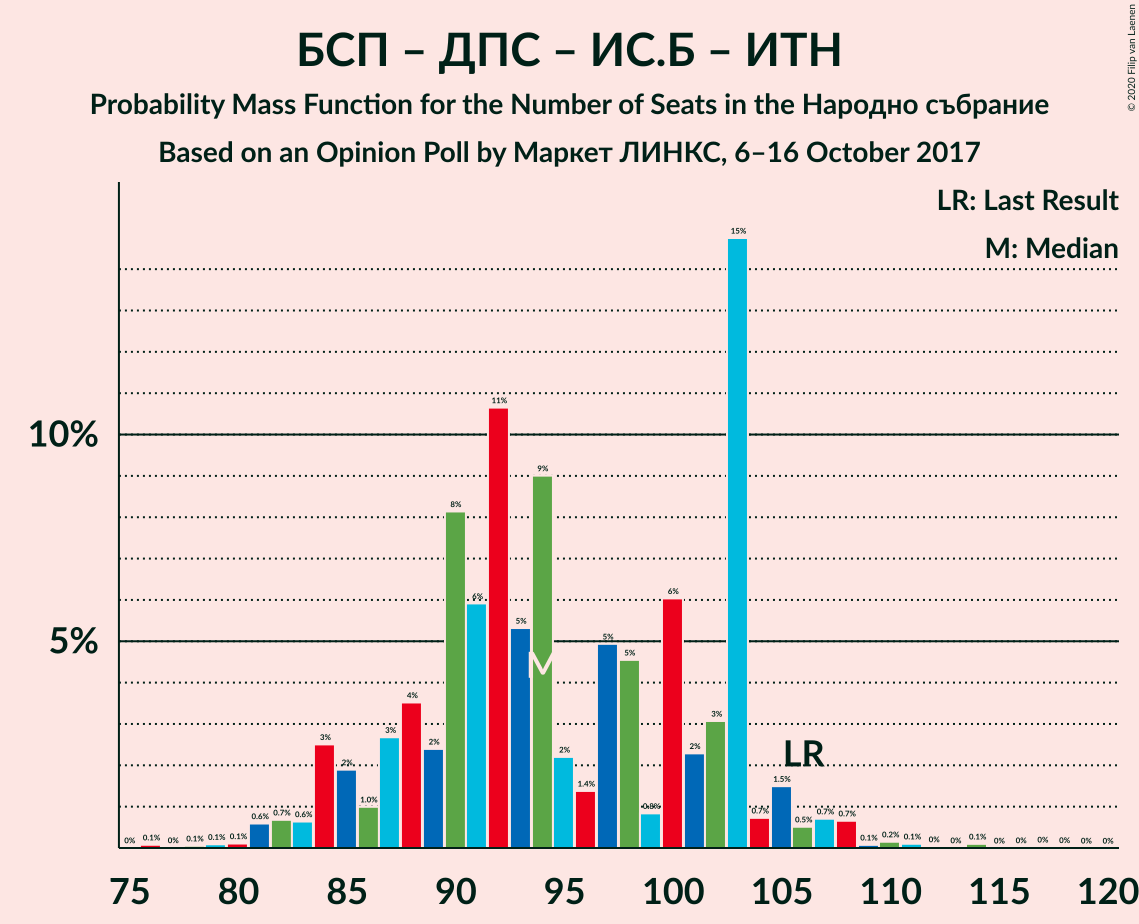 БСП – ДПС – ИС.Б – ИТН
Probability Mass Function for the Number of Seats in the Народно събрание
Based on an Opinion Poll by Маркет ЛИНКС, 6–16 October 2017
© 2020 Filip van Laenen
LR: Last Result
M: Median
10%
5%
0% 0.1% 0% 0.1% 0.1% 0.1% 0.6% 0.7% 0.6% 3% 2% 1.0% 3% 4% 2% 8% 6% 11% 5% 9% 2% 1.4% 5% 5% 0.8% 6% 2% 3% 15% 0.7% 1.5% 0.5% 0.7% 0.7% 0.1% 0.2% 0.1% 0% 0% 0.1% 0% 0% 0% 0% 0% 0%
M
LR
75 80 85 90 95 100 105 110 115 120